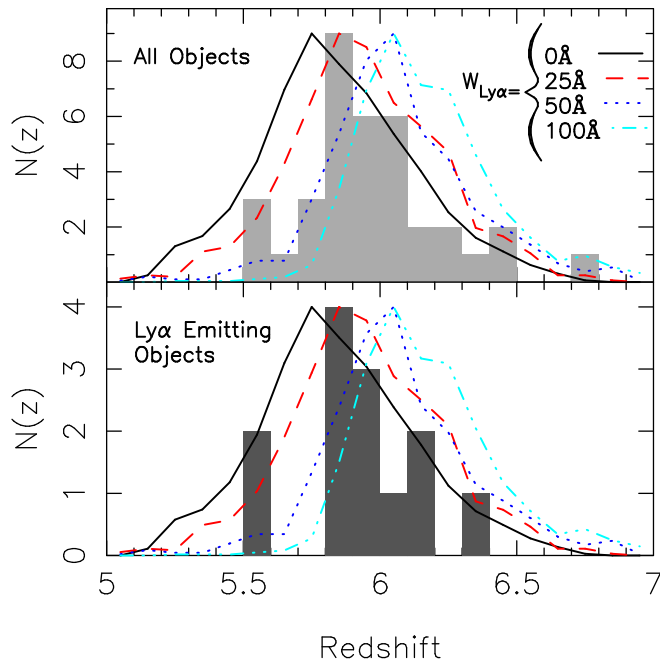 All Objects
W_Lyα=
0Å
25Å
50Å
100Å
N(z)
0
2
4
6
8
Lyα Emitting
Objects
N(z)
0
1
2
3
4
5
5.5
6
6.5
7
Redshift